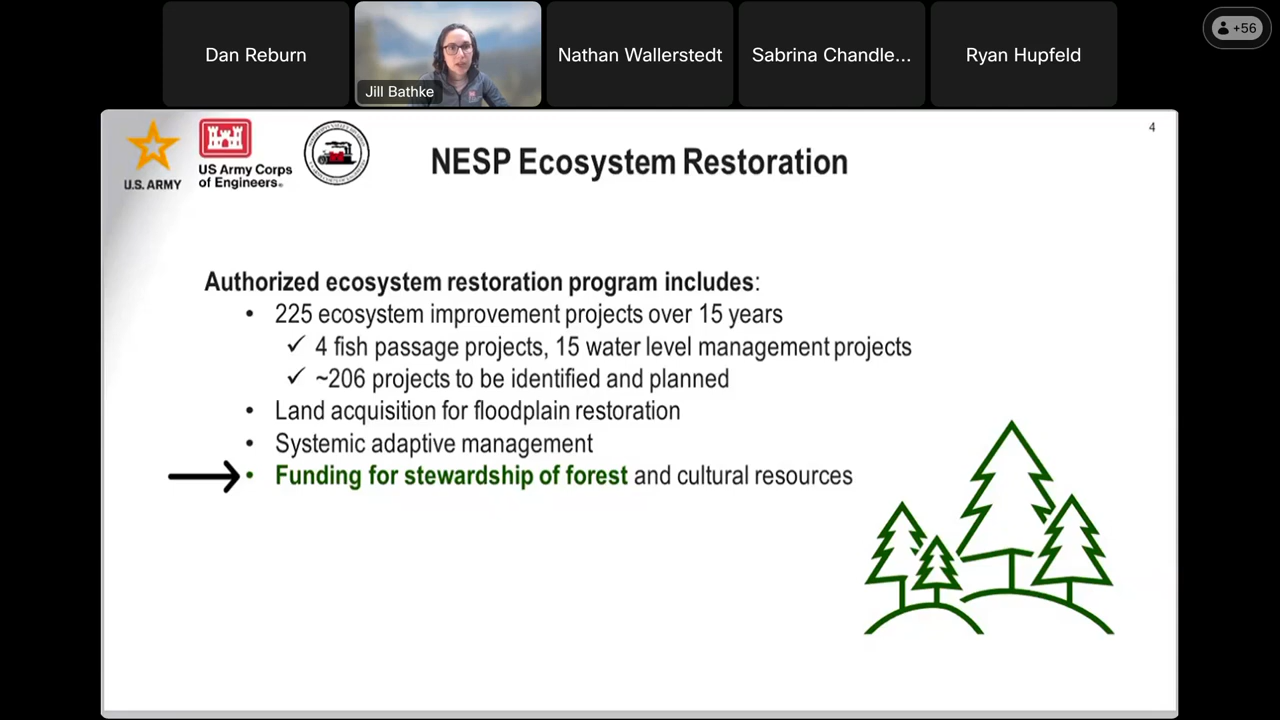 Dan Reburn
Jill Bathke
Nathan Wallerstedt
Sabrina Chandle...
Ryan Hupfeld
+56
4
U.S. ARMY
US Army Corps
of Engineers®
NESP Ecosystem Restoration
Authorized ecosystem restoration program includes:
• 225 ecosystem improvement projects over 15 years
✓ 4 fish passage projects, 15 water level management projects
✓ ~206 projects to be identified and planned
• Land acquisition for floodplain restoration
• Systemic adaptive management
• Funding for stewardship of forest and cultural resources